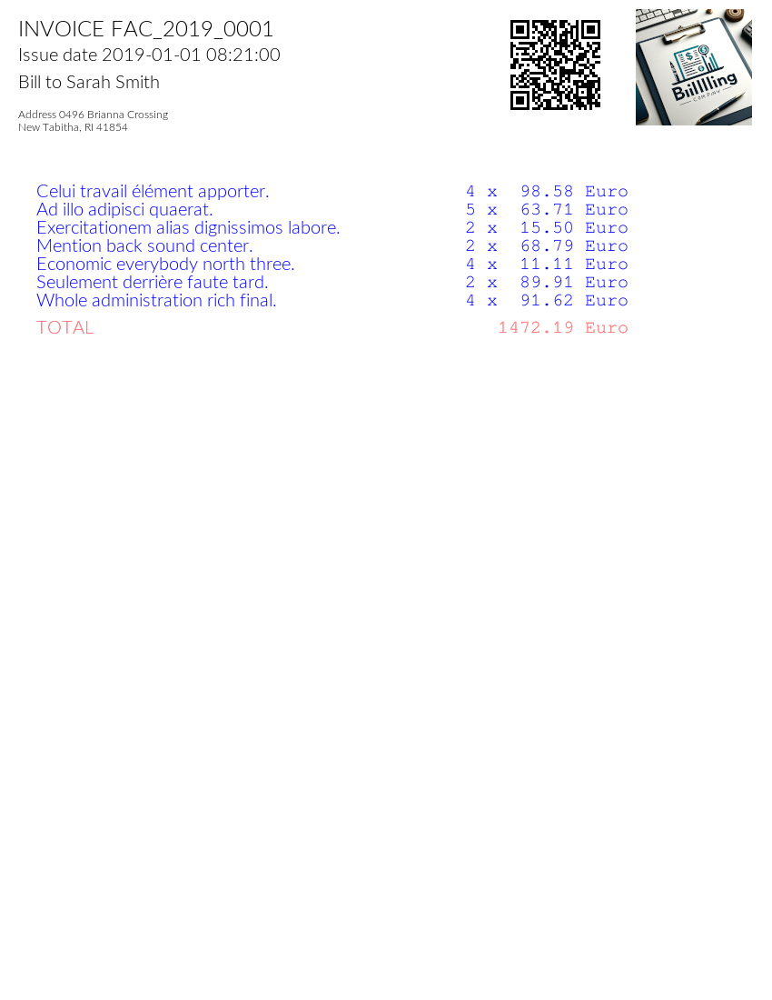 INVOICE FAC_2019_0001
Issue date 2019-01-01 08:21:00
Bill to Sarah Smith
Address 0496 Brianna Crossing
New Tabitha, RI 41854
Biilllling
COMPANY
Celui travail élément apporter. 4 x 98.58 Euro
Ad illo adipisci quaerat. 5 x 63.71 Euro
Exercitationem alias dignissimos labore. 2 x 15.50 Euro
Mention back sound center. 2 x 68.79 Euro
Economic everybody north three. 4 x 11.11 Euro
Seulement derrière faute tard. 2 x 89.91 Euro
Whole administration rich final. 4 x 91.62 Euro
TOTAL 1472.19 Euro